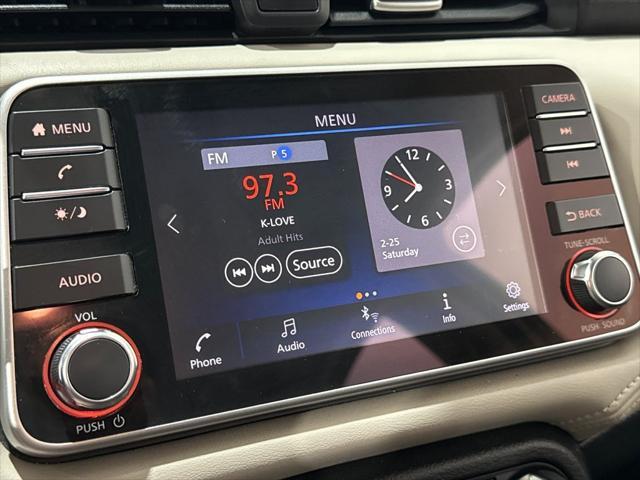 MENU
MENU
AUDIO
VOL
PUSH
FM
P 5
97.3
FM
K-LOVE
Adult Hits
Source
12
3
6
9
2-25
Saturday
Phone
Audio
Connections
Info
Settings
CAMERA
BACK
TUNE·SCROLL
PUSH SOUND